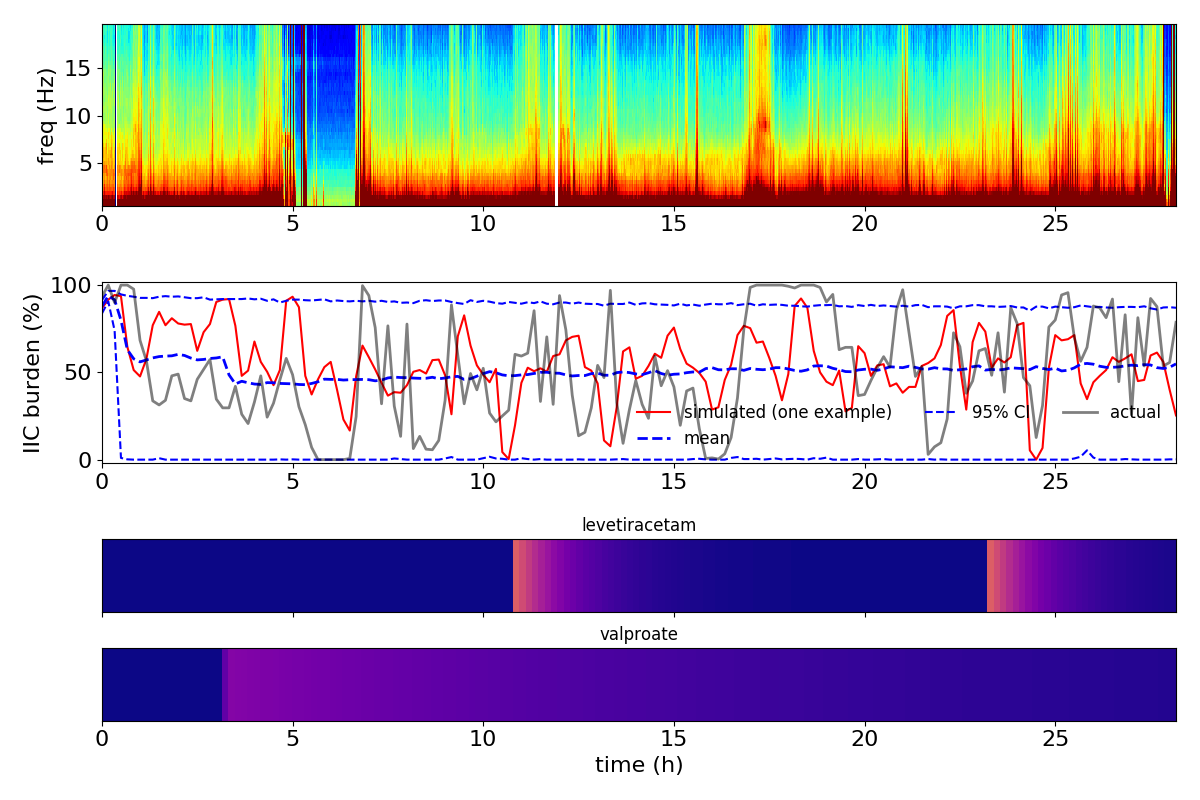 freq (Hz)
15
10
5
0 5 10 15 20 25
IIC burden (%)
100
50
0
simulated (one example) 95% CI actual
mean
0 5 10 15 20 25
levetiracetam
valproate
0 5 10 15 20 25
time (h)